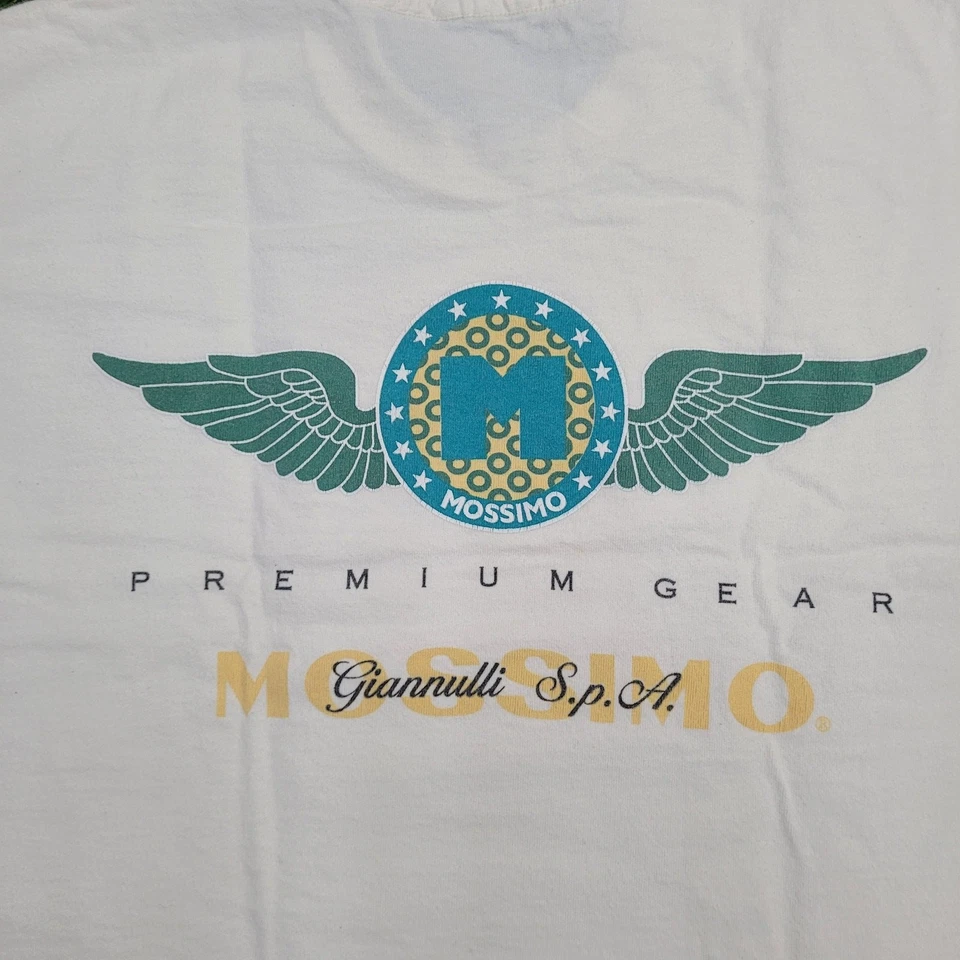 M
MOSSIMO
PREMIUM GEAR
MOSSIMO®
Giannulli S.p.A.